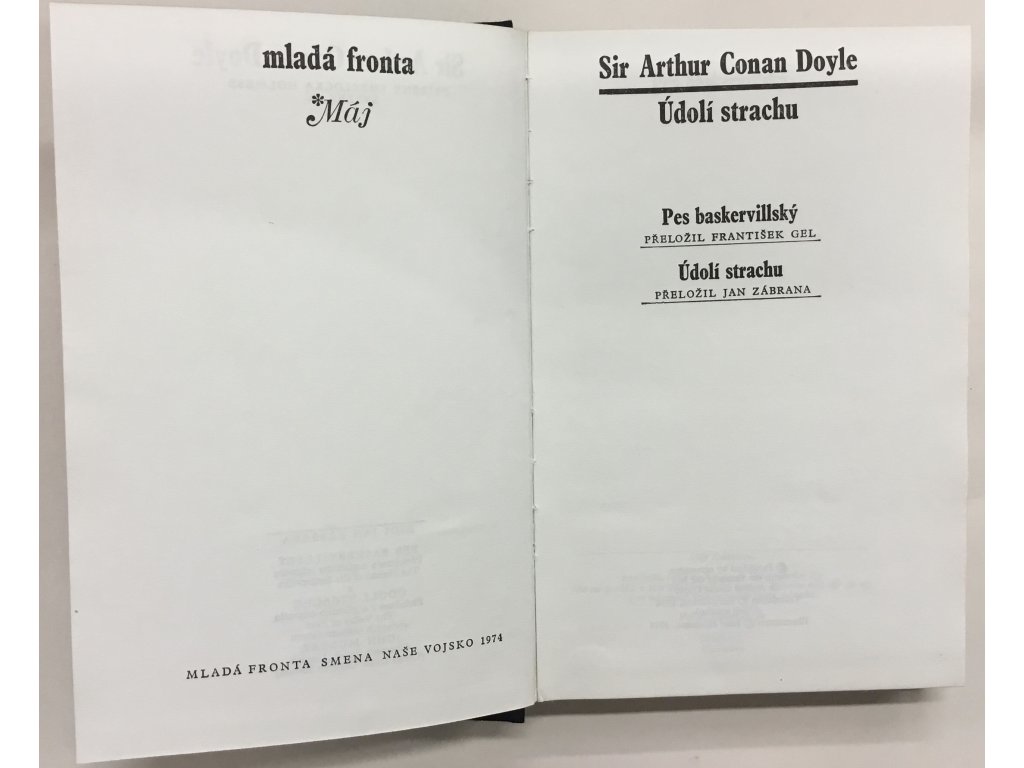 mladá fronta
*Máj
MLADÁ FRONTA SMENA NAŠE VOJSKO 1974
Sir Arthur Conan Doyle
Údolí strachu
Pes baskervillský
PŘELOŽIL FRANTIŠEK GEL
Údolí strachu
PŘELOŽIL JAN ZÁBRANA